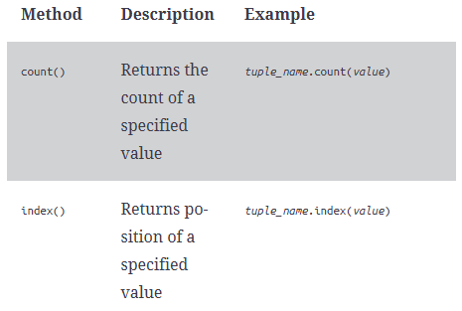 Method Description Example
count() Returns the tuple_name.count(value)
count of a
specified
value
index() Returns po- tuple_name.index(value)
sition of a
specified
value